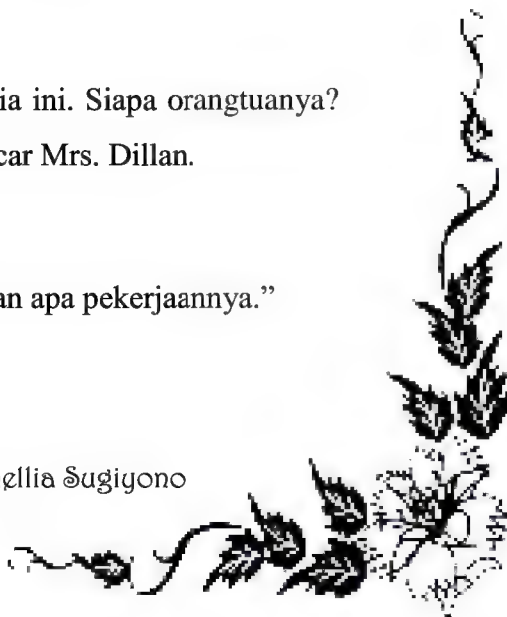 ia ini. Siapa orangtuanya?
car Mrs. Dillan.
an apa pekerjaannya.”
ellia Sugiyono